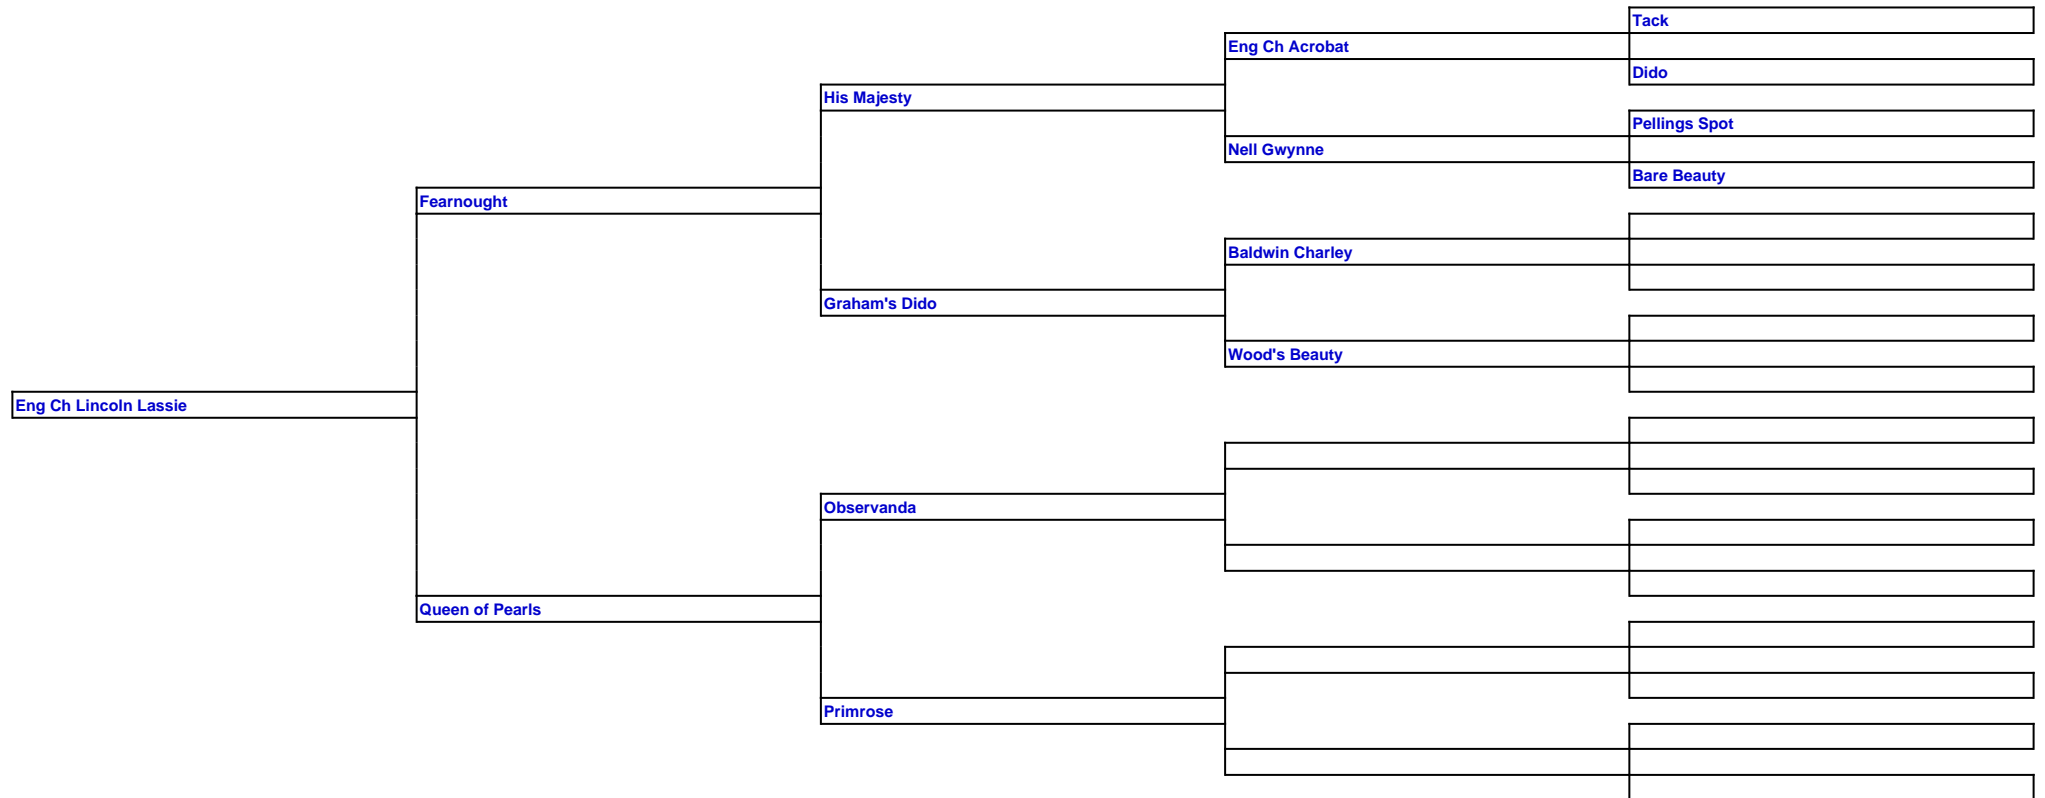 Tack
Eng Ch Acrobat
Dido
His Majesty
Pellings Spot
Nell Gwynne
Bare Beauty
Fearnought
Baldwin Charley
Graham's Dido
Wood's Beauty
Eng Ch Lincoln Lassie
Observanda
Queen of Pearls
Primrose